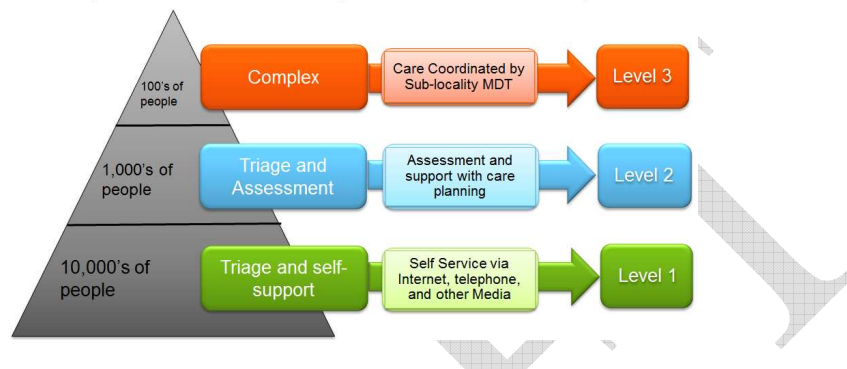 100's of
people
Complex
Care Coordinated by
Sub-locality MDT
Level 3
1,000's of
people
Triage and
Assessment
Assessment and
support with care
planning
Level 2
10,000's of
people
Triage and self-
support
Self Service via
Internet, telephone,
and other Media
Level 1